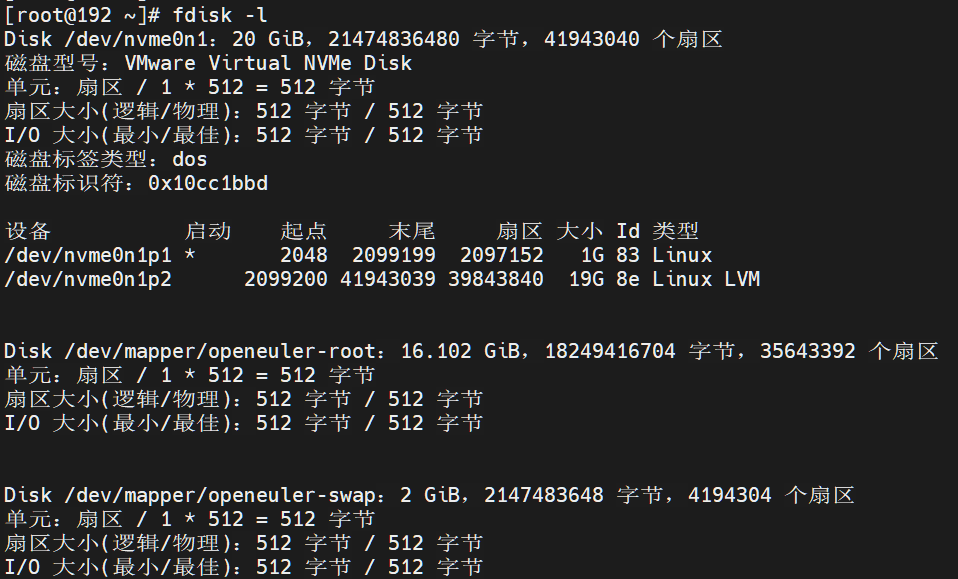 [root@192 ~]# fdisk -l
Disk /dev/nvme0n1：20 GiB，21474836480 字节，41943040 个扇区
磁盘型号：VMware Virtual NVMe Disk
单元：扇区 / 1 * 512 = 512 字节
扇区大小(逻辑/物理)：512 字节 / 512 字节
I/O 大小(最小/最佳)：512 字节 / 512 字节
磁盘标签类型：dos
磁盘标识符：0x10cc1bbd
设备           启动    起点     末尾     扇区 大小 Id 类型
/dev/nvme0n1p1 *       2048  2099199  2097152   1G 83 Linux
/dev/nvme0n1p2      2099200 41943039 39843840  19G 8e Linux LVM
Disk /dev/mapper/openeuler-root：16.102 GiB，18249416704 字节，35643392 个扇区
单元：扇区 / 1 * 512 = 512 字节
扇区大小(逻辑/物理)：512 字节 / 512 字节
I/O 大小(最小/最佳)：512 字节 / 512 字节
Disk /dev/mapper/openeuler-swap：2 GiB，2147483648 字节，4194304 个扇区
单元：扇区 / 1 * 512 = 512 字节
扇区大小(逻辑/物理)：512 字节 / 512 字节
I/O 大小(最小/最佳)：512 字节 / 512 字节